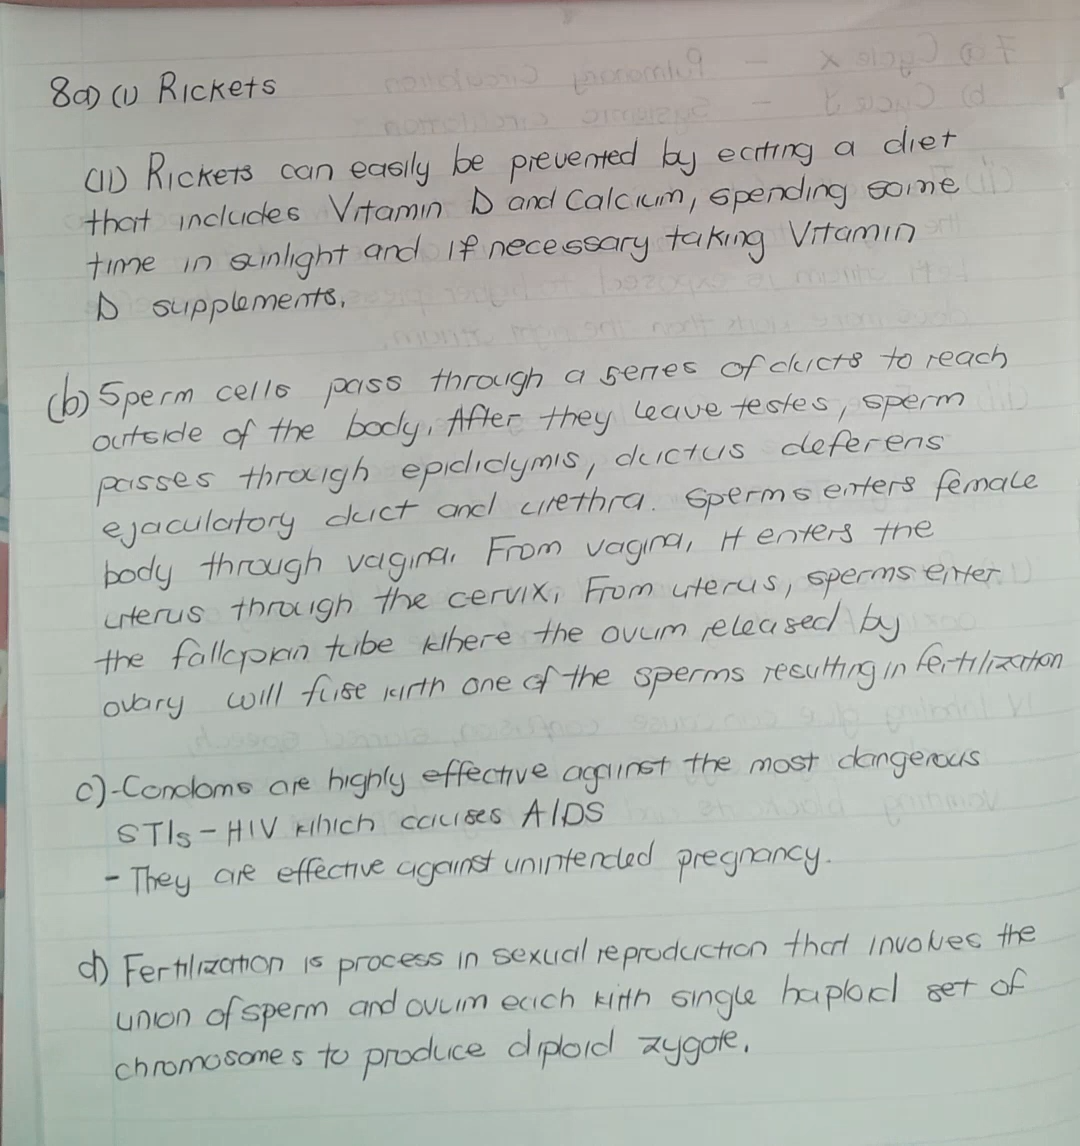 8a) (i) Rickets
(ii) Rickets can easily be prevented by eating a diet
that includes Vitamin D and Calcium, spending some
time in sunlight and if necessary taking Vitamin
D supplements.
(b) Sperm cells pass through a series of ducts to reach
outside of the body. After they leave testes, sperm
passes through epididymis, ductus deferens
ejaculatory duct and urethra. Sperms enters female
body through vagina. From vagina, it enters the
uterus through the cervix. From uterus, sperms enter
the fallopian tube where the ovum released by
ovary will fuse with one of the sperms resulting in fertilization
c) - Condoms are highly effective against the most dangerous
STIs - HIV which causes AIDS
- They are effective against unintended pregnancy.
d) Fertilization is process in sexual reproduction that involves the
union of sperm and ovum each with single haploid set of
chromosomes to produce diploid zygote.